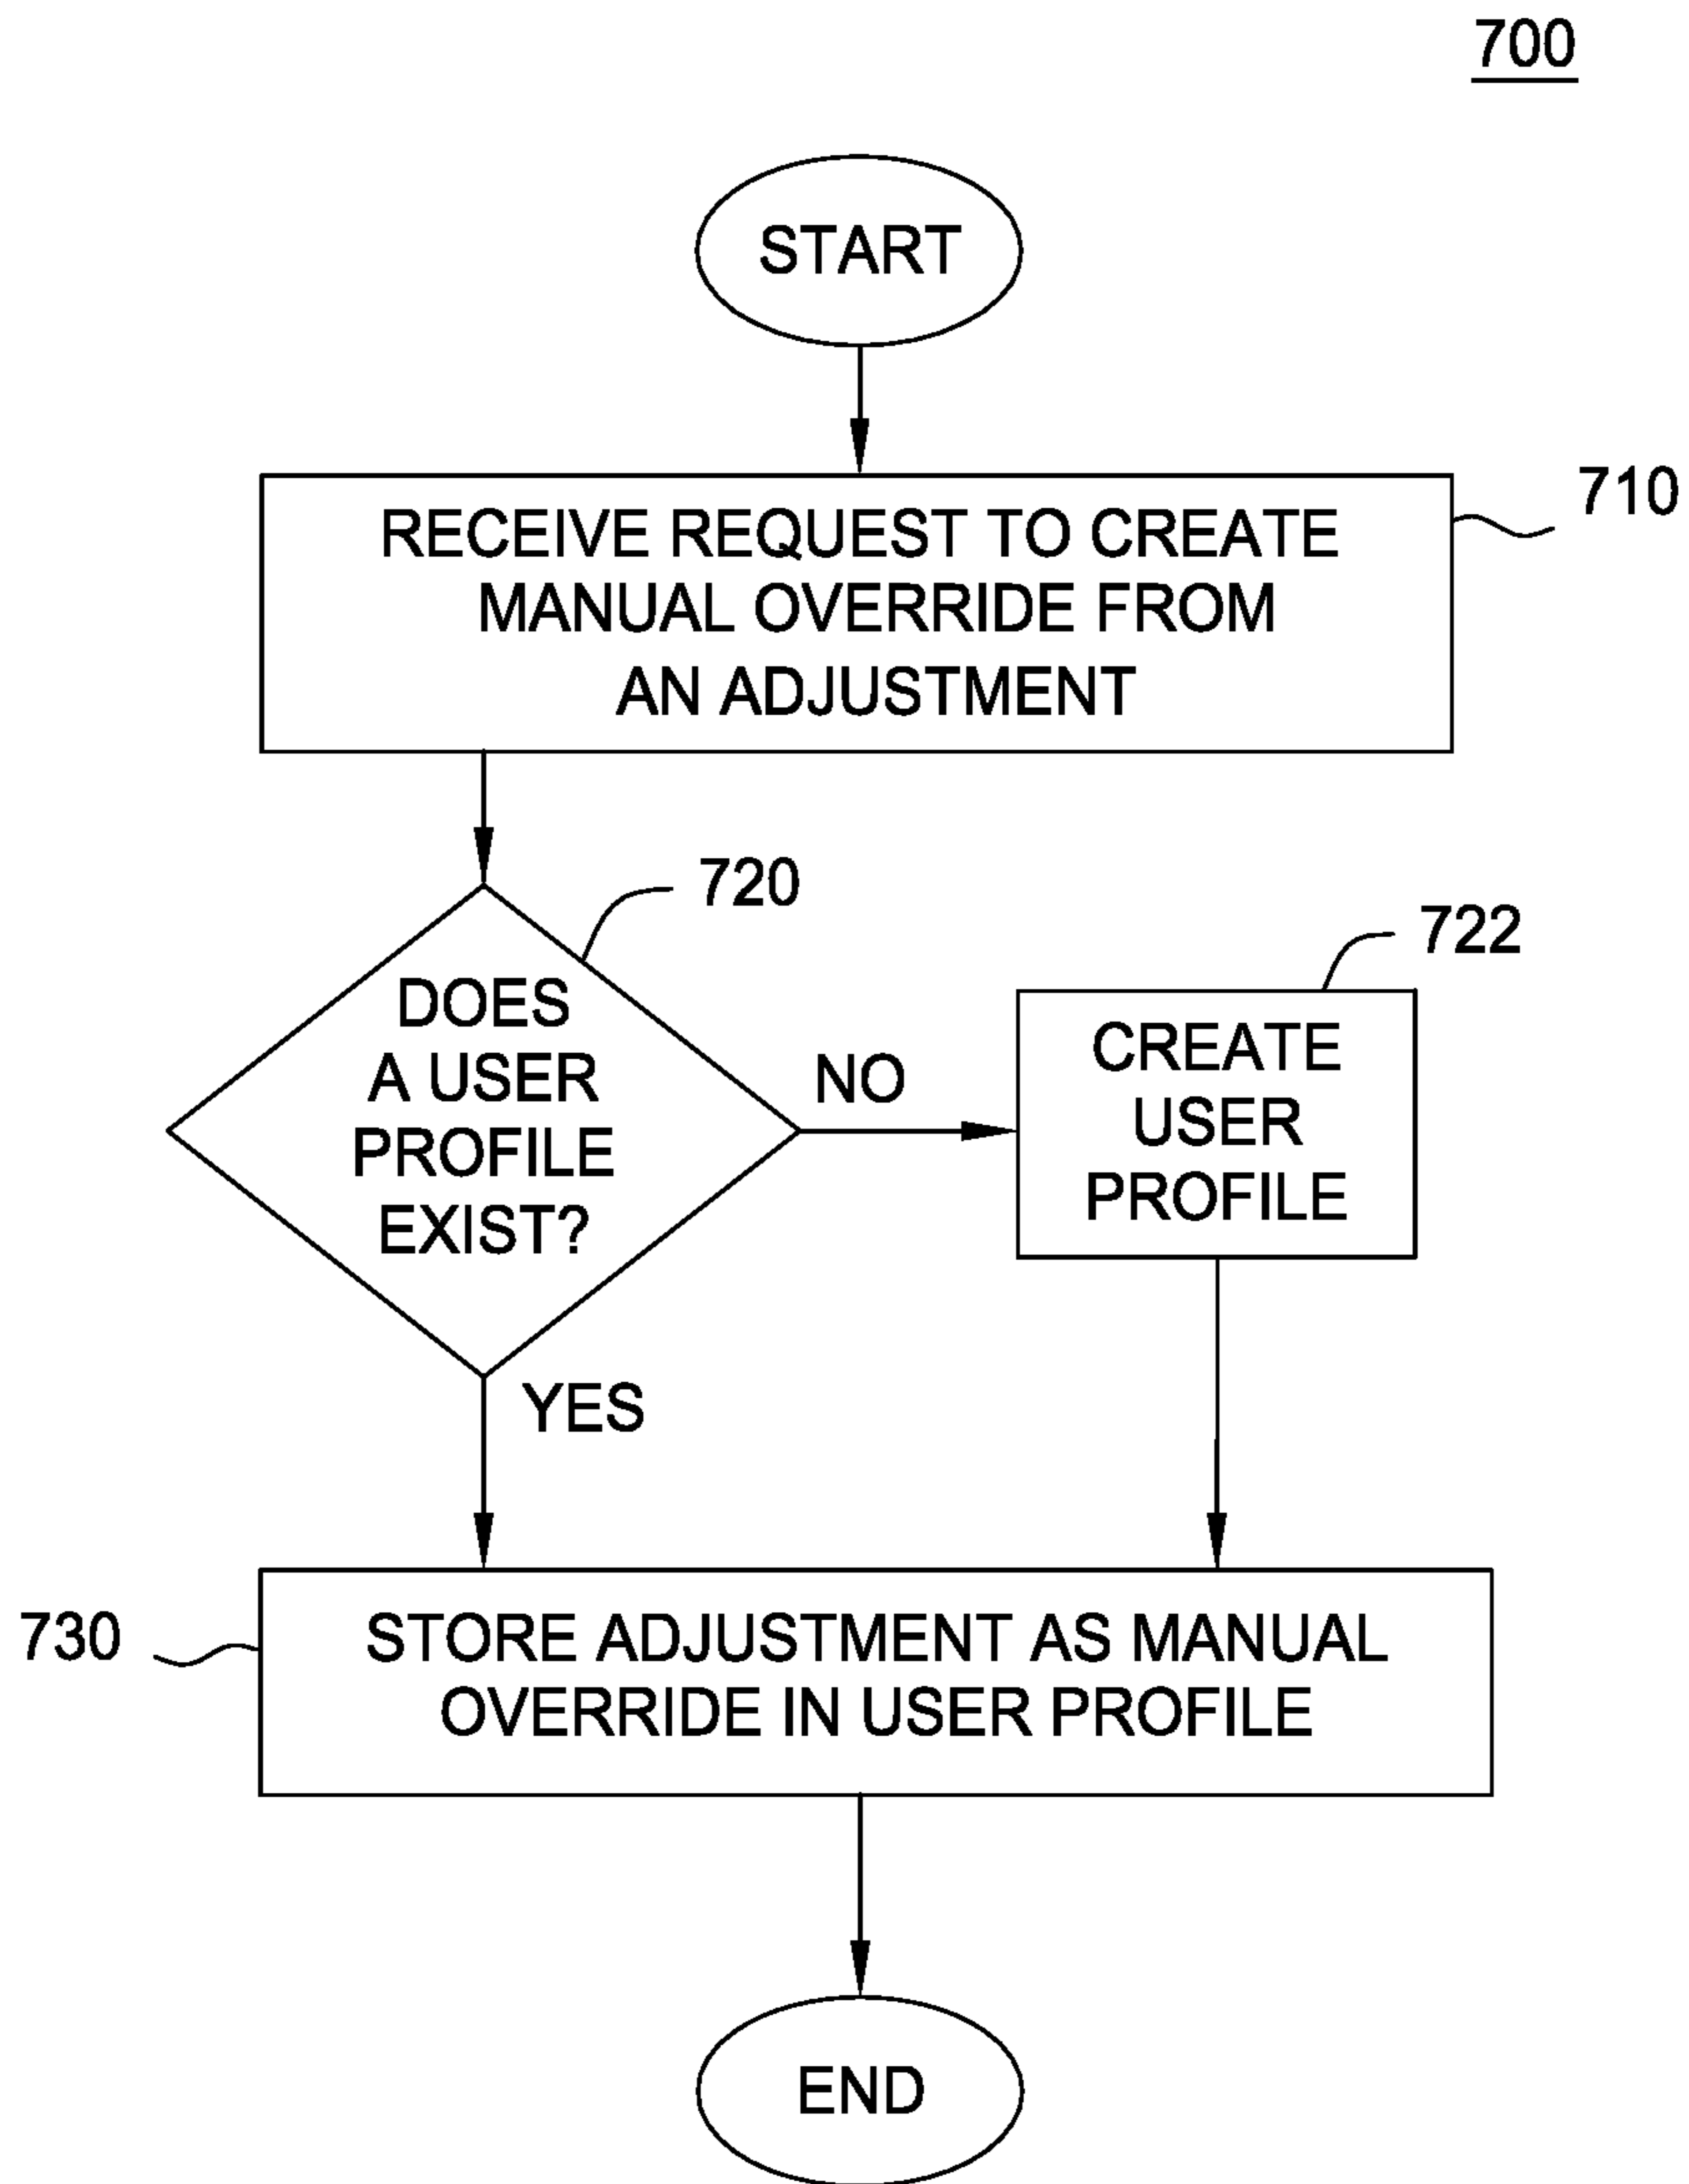 700
START
RECEIVE REQUEST TO CREATE
MANUAL OVERRIDE FROM
AN ADJUSTMENT
710
720
DOES
A USER
PROFILE
EXIST?
NO
722
CREATE
USER
PROFILE
YES
730
STORE ADJUSTMENT AS MANUAL
OVERRIDE IN USER PROFILE
END